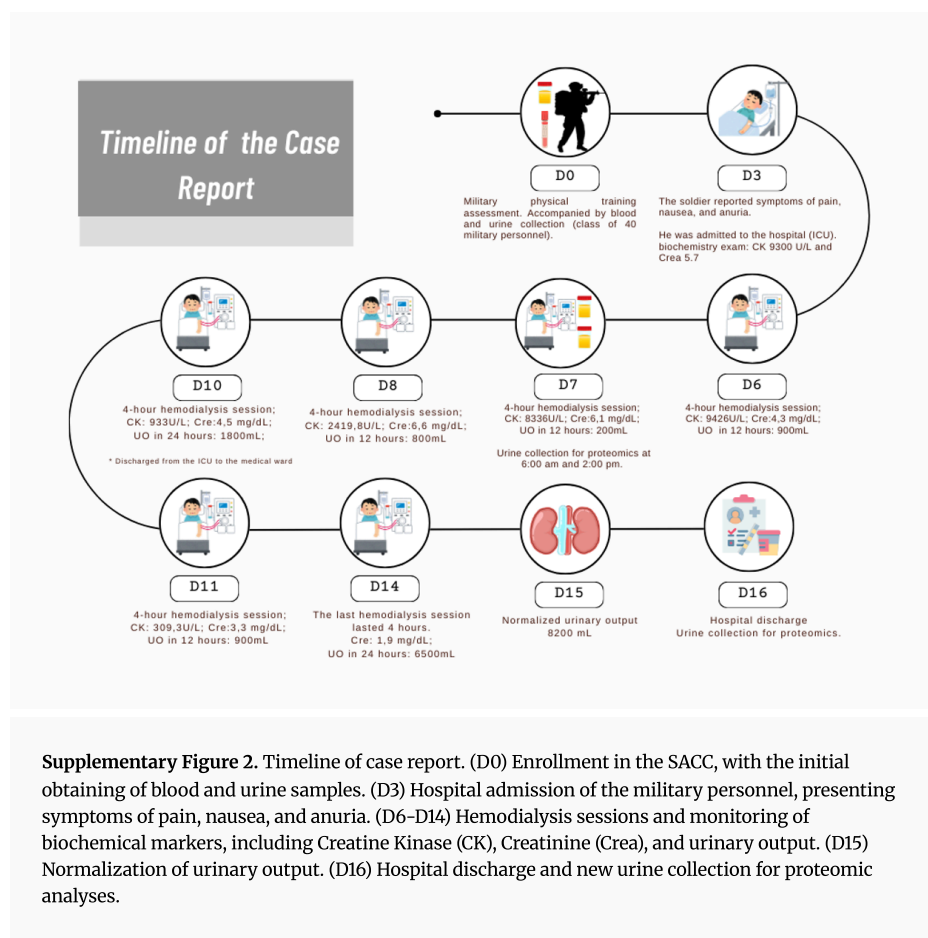 Timeline of the Case
Report
D0
Military physical training
assessment. Accompanied by blood
and urine collection (class of 40
military personnel).
D3
The soldier reported symptoms of pain,
nausea, and anuria.
He was admitted to the hospital (ICU).
biochemistry exam: CK 9300 U/L and
Crea 5.7
D10
4-hour hemodialysis session;
CK: 933U/L; Cre:4,5 mg/dL;
UO in 24 hours: 1800mL;
* Discharged from the ICU to the medical ward
D8
4-hour hemodialysis session;
CK: 2419,8U/L; Cre:6,6 mg/dL;
UO in 12 hours: 800mL
D7
4-hour hemodialysis session;
CK: 8336U/L; Cre:6,1 mg/dL;
UO in 12 hours: 200mL
Urine collection for proteomics at
6:00 am and 2:00 pm.
D6
4-hour hemodialysis session;
CK: 9426U/L; Cre:4,3 mg/dL;
UO in 12 hours: 900mL
D11
4-hour hemodialysis session;
CK: 309,3U/L; Cre:3,3 mg/dL;
UO in 12 hours: 900mL
D14
The last hemodialysis session
lasted 4 hours.
Cre: 1,9 mg/dL;
UO in 24 hours: 6500mL
D15
Normalized urinary output
8200 mL
D16
Hospital discharge
Urine collection for proteomics.
Supplementary Figure 2. Timeline of case report. (D0) Enrollment in the SACC, with the initial
obtaining of blood and urine samples. (D3) Hospital admission of the military personnel, presenting
symptoms of pain, nausea, and anuria. (D6-D14) Hemodialysis sessions and monitoring of
biochemical markers, including Creatine Kinase (CK), Creatinine (Crea), and urinary output. (D15)
Normalization of urinary output. (D16) Hospital discharge and new urine collection for proteomic
analyses.